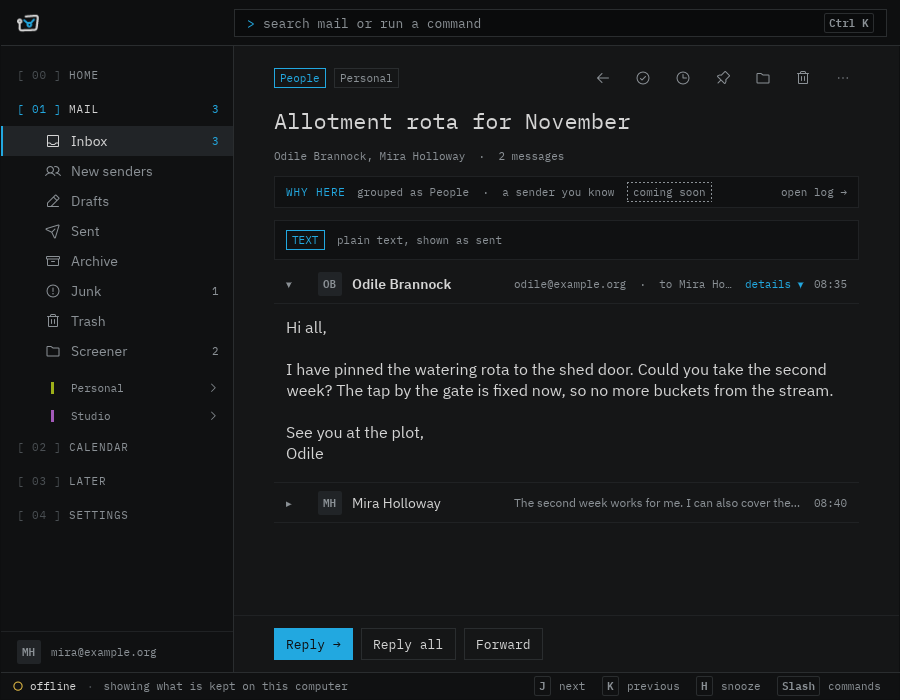 > search mail or run a command Ctrl K
[ 00 ] HOME
[ 01 ] MAIL 3
Inbox 3
New senders
Drafts
Sent
Archive
Junk 1
Trash
Screener 2
Personal
Studio
[ 02 ] CALENDAR
[ 03 ] LATER
[ 04 ] SETTINGS
MH mira@example.org
People Personal
Allotment rota for November
Odile Brannock, Mira Holloway · 2 messages
WHY HERE grouped as People · a sender you know coming soon open log →
TEXT plain text, shown as sent
▾ OB Odile Brannock odile@example.org · to Mira Ho… details ▾ 08:35
Hi all,
I have pinned the watering rota to the shed door. Could you take the second
week? The tap by the gate is fixed now, so no more buckets from the stream.
See you at the plot,
Odile
▸ MH Mira Holloway The second week works for me. I can also cover the… 08:40
Reply → Reply all Forward
offline · showing what is kept on this computer J next K previous H snooze Slash commands